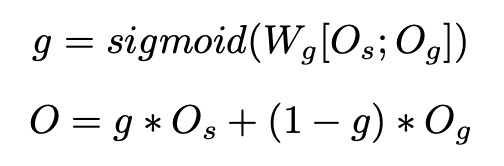 g = sigmoid(W_g[O_s; O_g])
O = g * O_s + (1 − g) * O_g